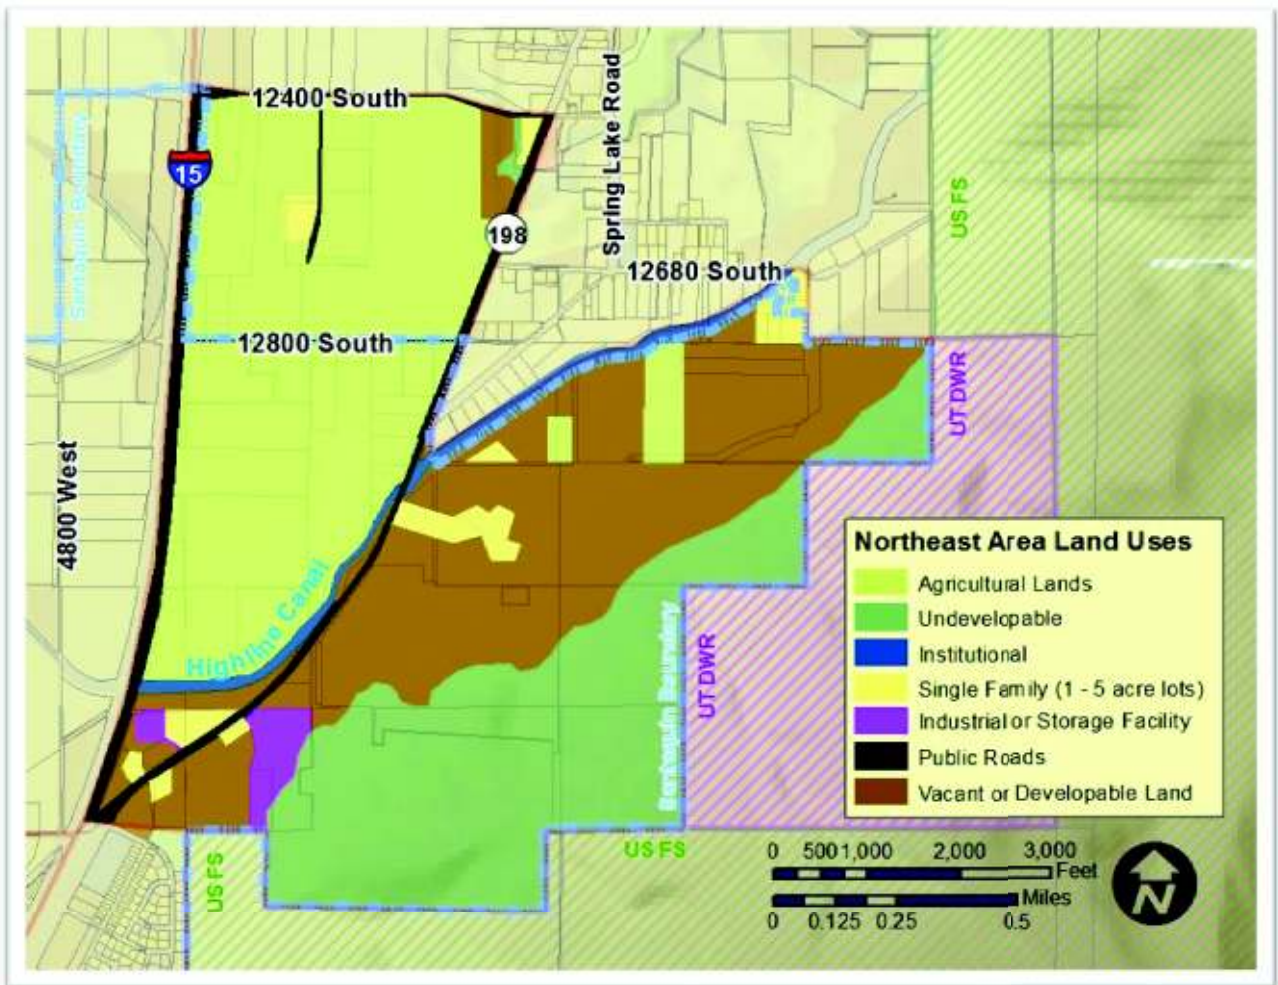 12400 South
Spring Lake Road
15
Santaquin Boundary
US FS
198
12680 South
12800 South
UT DWR
4800 West
Highline Canal
Northeast Area Land Uses
Agricultural Lands
Undevelopable
Institutional
Single Family (1 - 5 acre lots)
Industrial or Storage Facility
Public Roads
Vacant or Developable Land
Santaquin Boundary
UT DWR
US FS
US FS
0 500 1,000 2,000 3,000
Feet
Miles
0 0.125 0.25 0.5
N